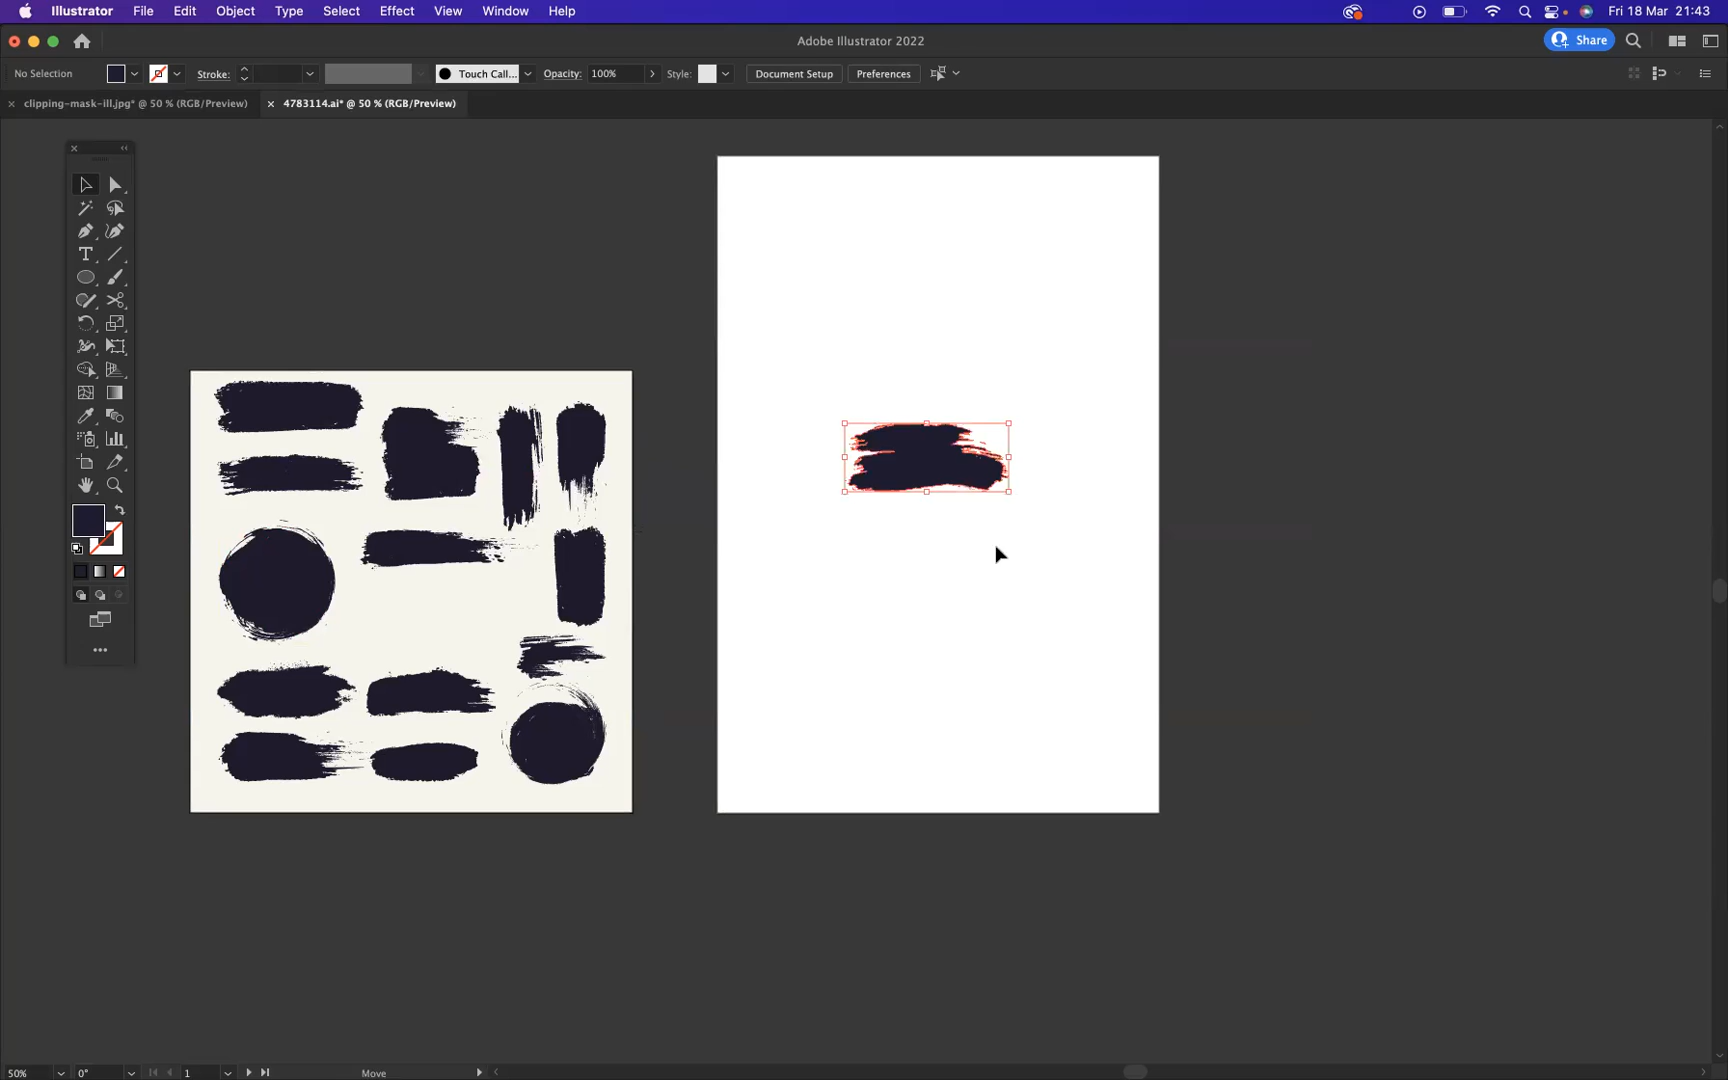 Illustrator File Edit Object Type Select Effect View Window Help Fri 18 Mar 21:43
Adobe Illustrator 2022
Share
No Selection Stroke: Touch Call... Opacity: 100% Style: Document Setup Preferences
clipping-mask-ill.jpg* @ 50 % (RGB/Preview) 4783114.ai* @ 50 % (RGB/Preview)
50% 0° 1 Move